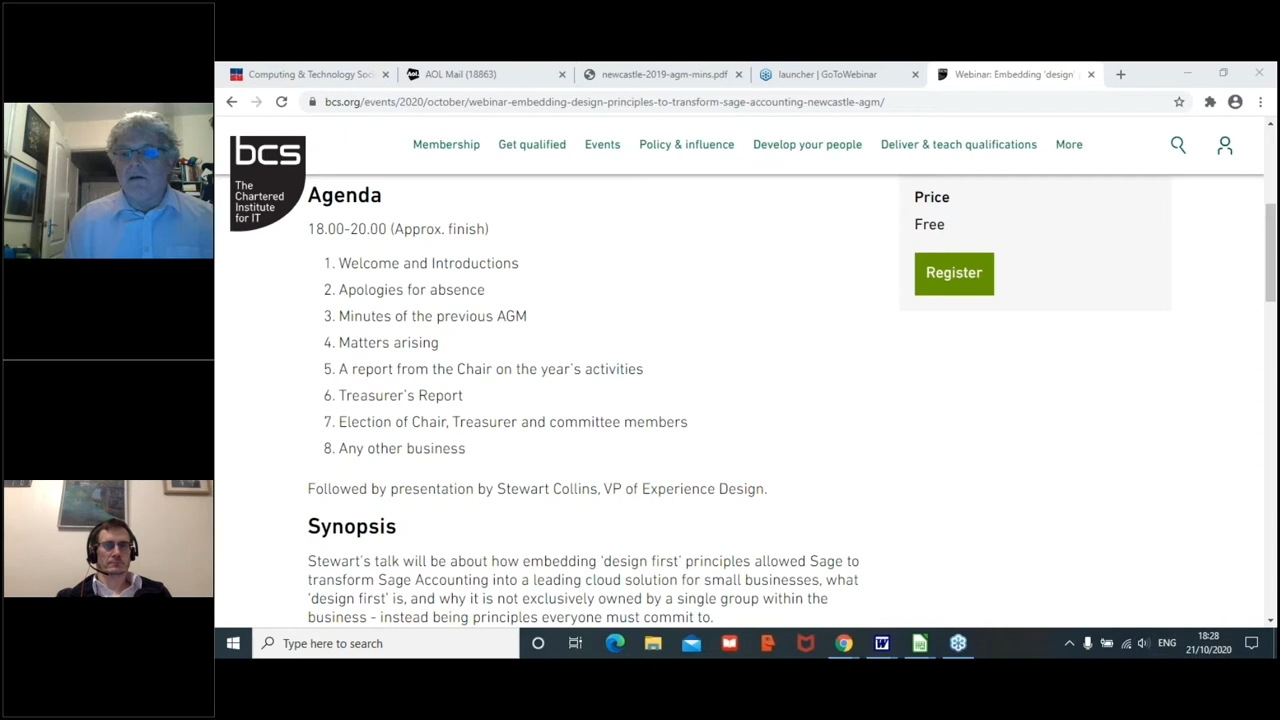 Computing & Technology Soci
AOL Mail (18863)
newcastle-2019-agm-mins.pdf
launcher | GoToWebinar
Webinar: Embedding 'design'
bcs.org/events/2020/october/webinar-embedding-design-principles-to-transform-sage-accounting-newcastle-agm/
bcs
The
Chartered
Institute
for IT
Membership
Get qualified
Events
Policy & influence
Develop your people
Deliver & teach qualifications
More
Agenda
18.00-20.00 (Approx. finish)
1. Welcome and Introductions
2. Apologies for absence
3. Minutes of the previous AGM
4. Matters arising
5. A report from the Chair on the year's activities
6. Treasurer's Report
7. Election of Chair, Treasurer and committee members
8. Any other business
Followed by presentation by Stewart Collins, VP of Experience Design.
Synopsis
Stewart's talk will be about how embedding 'design first' principles allowed Sage to
transform Sage Accounting into a leading cloud solution for small businesses, what
'design first' is, and why it is not exclusively owned by a single group within the
business - instead being principles everyone must commit to.
Price
Free
Register
Type here to search
ENG
18:28
21/10/2020